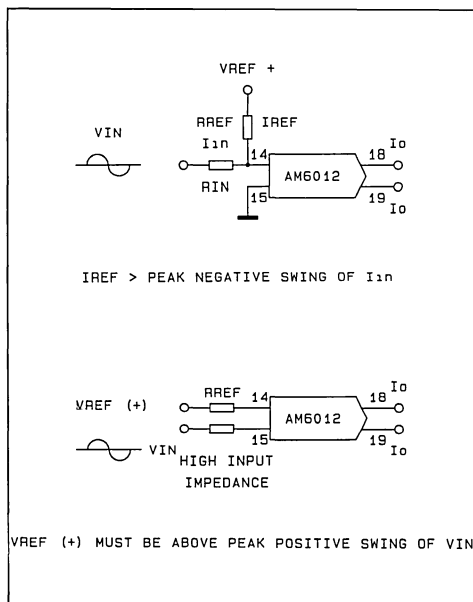 VREF +
RREF IREF
VIN
Iin
14
18 Io
RIN
AM6012
15
19
Io
IREF > PEAK NEGATIVE SWING OF Iin
RREF
14
18 Io
VREF (+)
AM6012
VIN
15
19 Io
HIGH INPUT
IMPEDANCE
VREF (+) MUST BE ABOVE PEAK POSITIVE SWING OF VIN